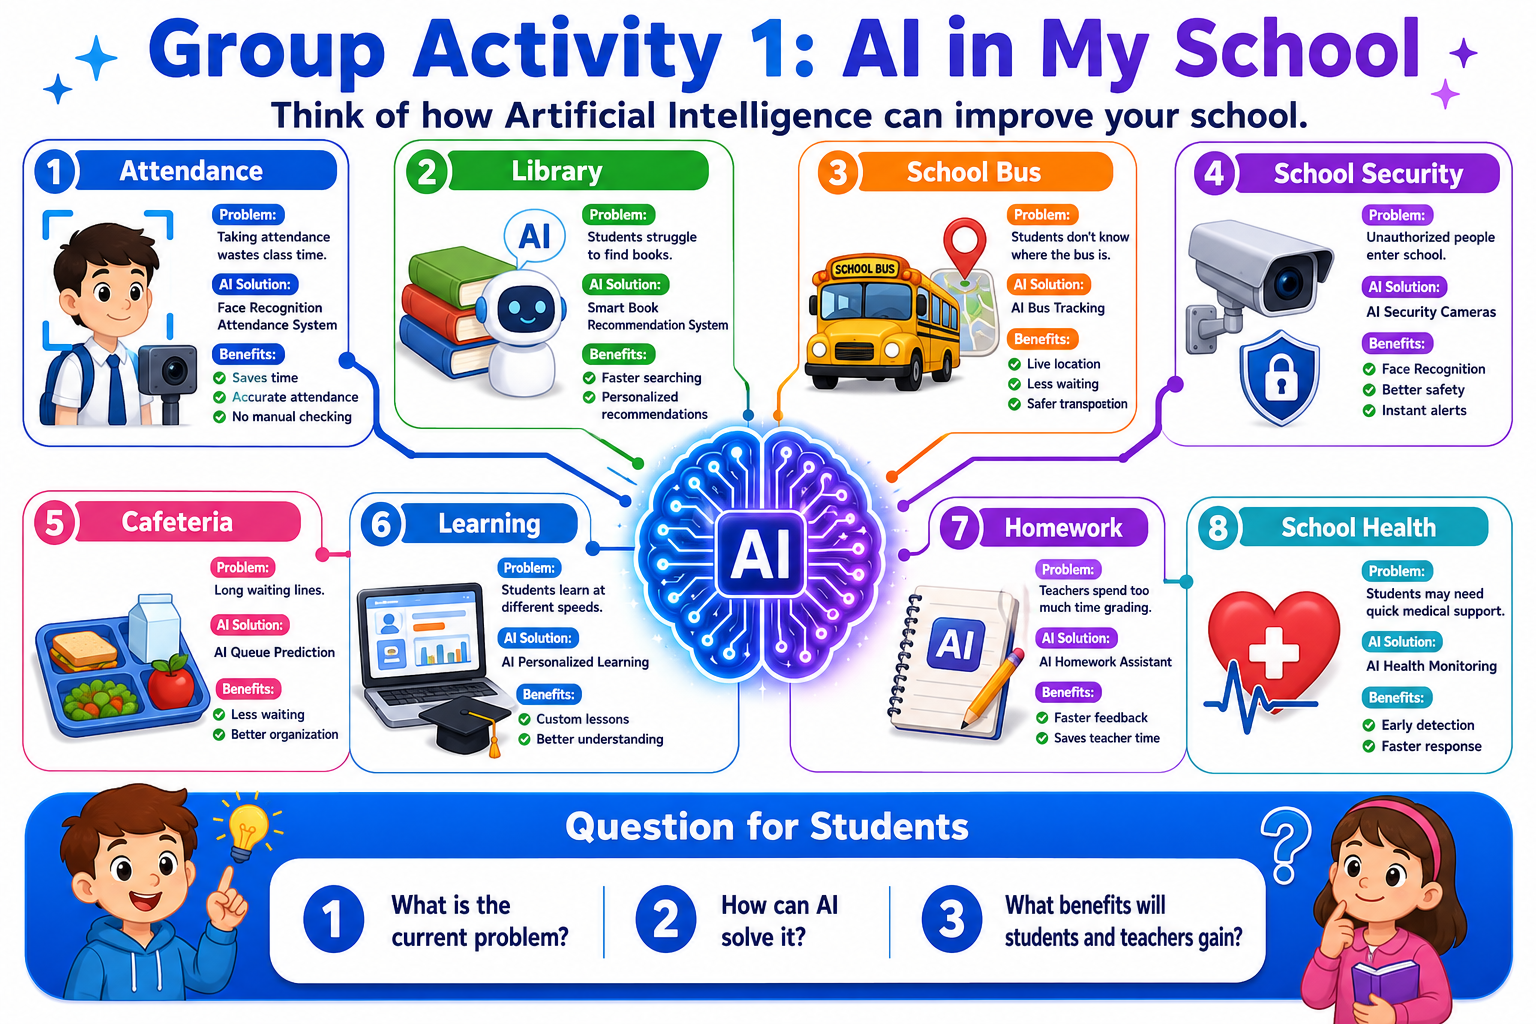 Group Activity 1: AI in My School
Think of how Artificial Intelligence can improve your school.
1
Attendance
Problem:
Taking attendance
wastes class time.
AI Solution:
Face Recognition
Attendance System
Benefits:
Saves time
Accurate attendance
No manual checking
2
Library
AI
Problem:
Students struggle
to find books.
AI Solution:
Smart Book
Recommendation System
Benefits:
Faster searching
Personalized
recommendations
3
School Bus
SCHOOL BUS
Problem:
Students don't know
where the bus is.
AI Solution:
AI Bus Tracking
Benefits:
Live location
Less waiting
Safer transportion
4
School Security
Problem:
Unauthorized people
enter school.
AI Solution:
AI Security Cameras
Benefits:
Face Recognition
Better safety
Instant alerts
AI
5
Cafeteria
Problem:
Long waiting lines.
AI Solution:
AI Queue Prediction
Benefits:
Less waiting
Better organization
6
Learning
Problem:
Students learn at
different speeds.
AI Solution:
AI Personalized Learning
Benefits:
Custom lessons
Better understanding
7
Homework
AI
Problem:
Teachers spend too
much time grading.
AI Solution:
AI Homework Assistant
Benefits:
Faster feedback
Saves teacher time
8
School Health
Problem:
Students may need
quick medical support.
AI Solution:
AI Health Monitoring
Benefits:
Early detection
Faster response
Question for Students
?
1
What is the
current problem?
2
How can AI
solve it?
3
What benefits will
students and teachers gain?